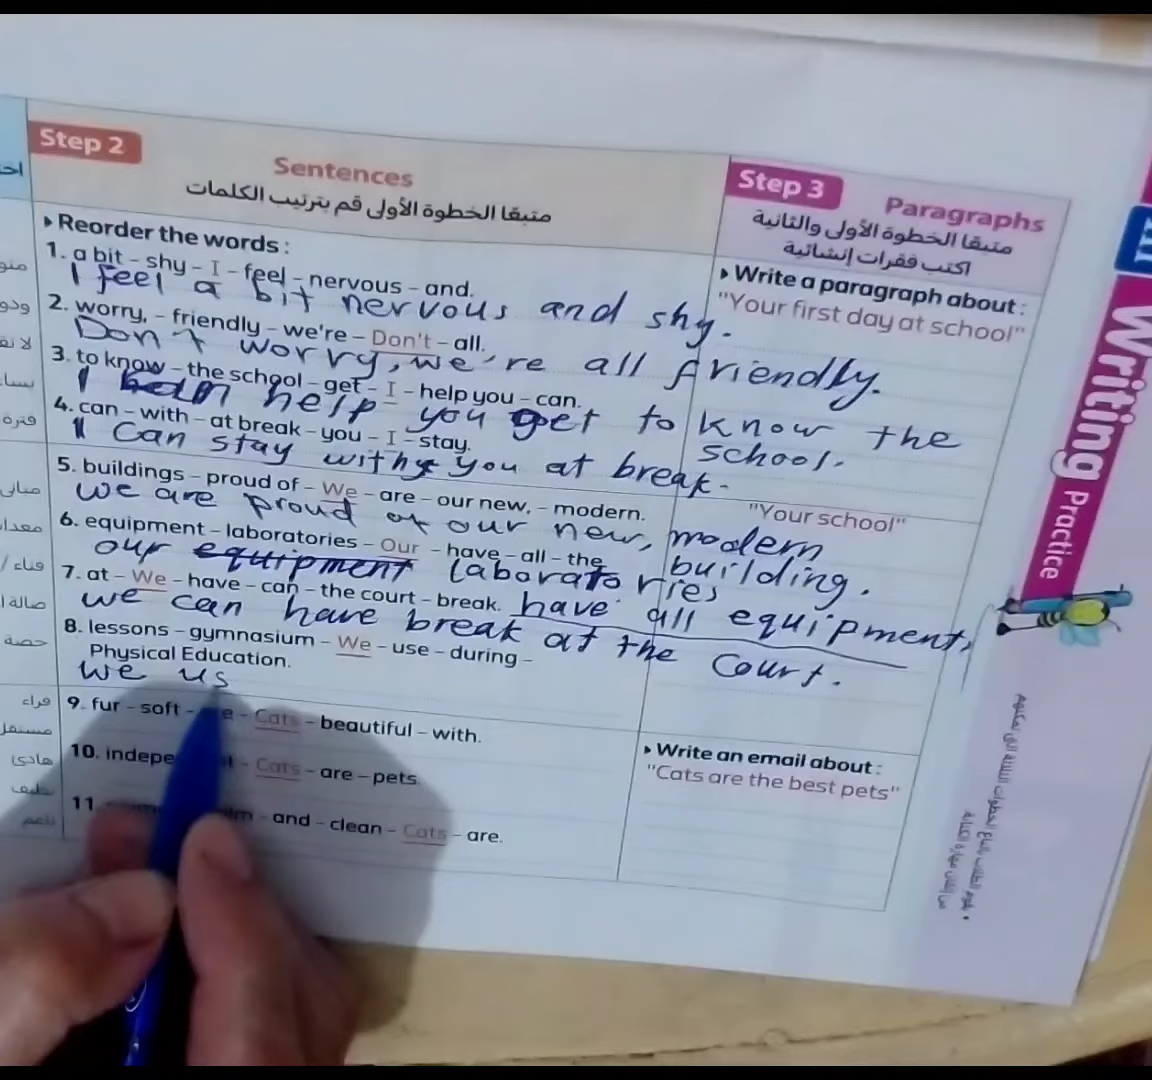 Step 2
Sentences
متبعًا الخطوة الأولى قم بترتيب الكلمات
Reorder the words :
1. a bit – shy – I – feel – nervous – and.
I feel a bit nervous and shy.
2. worry, – friendly – we're – Don't – all.
Don't worry, we're all friendly.
3. to know – the school – get – I – help you – can.
I help you get to know the
school.
4. can – with – at break – you – I – stay.
I can stay with you at break.
5. buildings – proud of – We – are – our new, – modern.
We are proud of our new, modern
building.
6. equipment – laboratories – Our – have – all – the
our equipment laboratories
have all equipment.
7. at – We – have – can – the court – break.
we can have break at the court.
8. lessons – gymnasium – We – use – during –
Physical Education.
we us
9. fur – soft – – Cats – beautiful – with.
10. – Cats – are – pets.
11 – and – clean – Cats – are.
Step 3
Paragraphs
متبعًا الخطوة الأولى والثانية
اكتب فقرات إنشائية
Write a paragraph about :
"Your first day at school"
"Your school"
Write an email about :
"Cats are the best pets"
Writing Practice
فترة
حصة
فراء
هادئ
ناعم